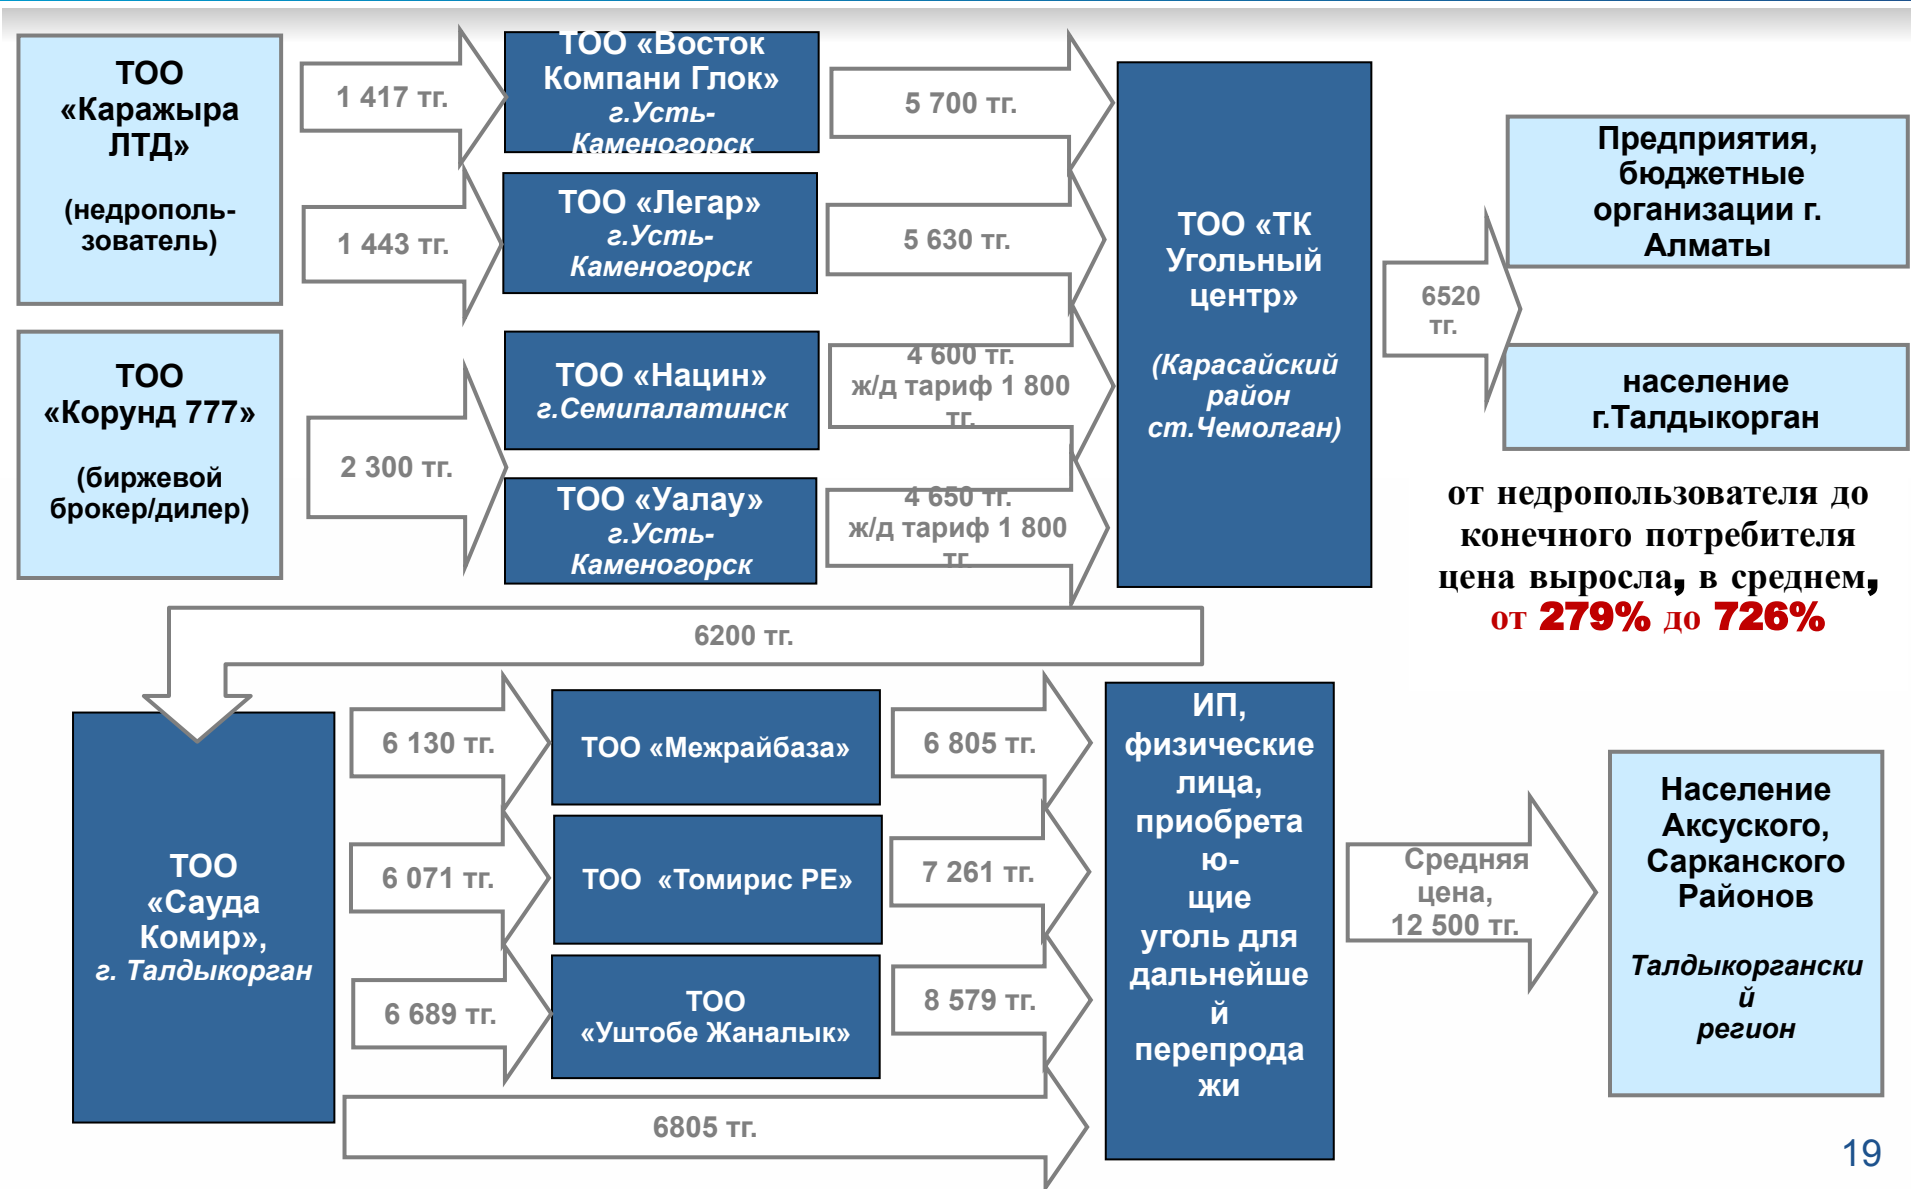 ТОО
«Каражыра
ЛТД»
(недрополь-
зователь)
1 417 тг.
1 443 тг.
ТОО «Восток
Компани Глок»
г.Усть-
Каменогорск
ТОО «Легар»
г.Усть-
Каменогорск
5 700 тг.
5 630 тг.
ТОО
«Корунд 777»
(биржевой
брокер/дилер)
2 300 тг.
ТОО «Нацин»
г.Семипалатинск
ТОО «Уалау»
г.Усть-
Каменогорск
4 600 тг.
ж/д тариф 1 800
тг.
4 650 тг.
ж/д тариф 1 800
тг.
ТОО «ТК
Угольный
центр»
(Карасайский
район
ст.Чемолган)
6520
тг.
Предприятия,
бюджетные
организации г.
Алматы
население
г.Талдыкорган
от недропользователя до
конечного потребителя
цена выросла, в среднем,
от 279% до 726%
6200 тг.
ТОО
«Сауда
Комир»,
г. Талдыкорган
6 130 тг.
6 071 тг.
6 689 тг.
ТОО «Межрайбаза»
ТОО «Томирис РЕ»
ТОО
«Уштобе Жаналык»
6 805 тг.
7 261 тг.
8 579 тг.
6805 тг.
ИП,
физические
лица,
приобрета
ю-
щие
уголь для
дальнейше
й
перепрода
жи
Средняя
цена,
12 500 тг.
Население
Аксуского,
Сарканского
Районов
Талдыкоргански
й
регион
19